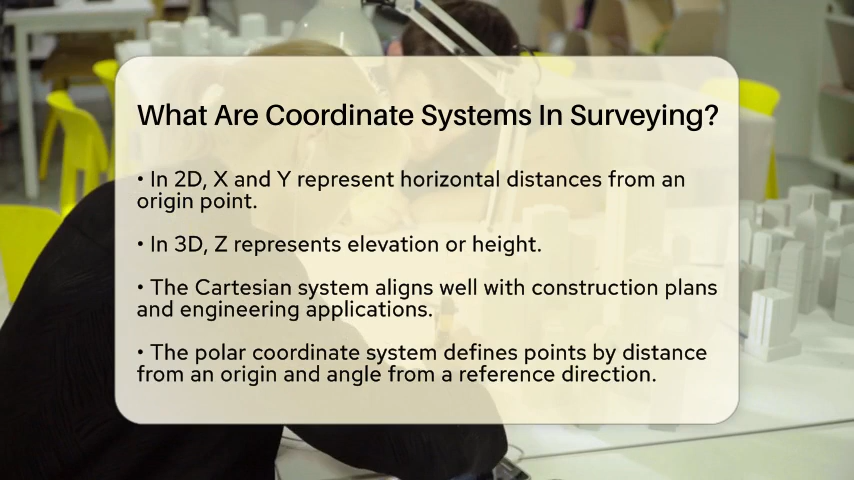 What Are Coordinate Systems In Surveying?
• In 2D, X and Y represent horizontal distances from an
origin point.
• In 3D, Z represents elevation or height.
• The Cartesian system aligns well with construction plans
and engineering applications.
• The polar coordinate system defines points by distance
from an origin and angle from a reference direction.